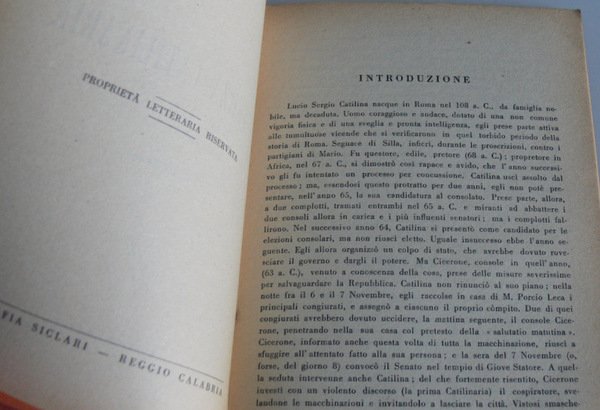 PROPRIETÀ LETTERARIA RISERVATA
FIA SICLARI — REGGIO CALABRIA
INTRODUZIONE
Lucio Sergio Catilina nacque in Roma nel 108 a. C., da famiglia no-
bile, ma decaduta. Uomo coraggioso e audace, dotato di una non comune
vigoria fisica e di una sveglia e pronta intelligenza, egli prese parte attiva
alle tumultuose vicende che si verificarono in quel torbido periodo della
storia di Roma. Seguace di Silla, infierì, durante le proscrizioni, contro i
partigiani di Mario. Fu questore, edile, pretore (68 a. C.); propretore in
Africa, nel 67 a. C., si dimostrò così rapace e avido, che l'anno successi-
vo gli fu intentato un processo per concussione. Catilina uscì assolto dal
processo; ma, essendosi questo protratto per due anni, egli non potè pre-
sentare, nell'anno 65, la sua candidatura al consolato. Prese parte, allora,
a due complotti, tramati entrambi nel 65 a. C. e miranti ad abbattere i
due consoli allora in carica e i più influenti senatori; ma i complotti fal-
lirono. Nel successivo anno 64, Catilina si presentò come candidato per le
elezioni consolari, ma non riuscì eletto. Uguale insuccesso ebbe l'anno se-
guente. Egli allora organizzò un colpo di stato, che avrebbe dovuto rove-
sciare il governo e dargli il potere. Ma Cicerone, console in quell'anno,
(63 a. C.), venuto a conoscenza della cosa, prese delle misure severissime
per salvaguardare la Repubblica. Catilina non rinunciò al suo piano; nella
notte fra il 6 e il 7 Novembre, egli raccolse in casa di M. Porcio Leca i
principali congiurati, e assegnò a ciascuno il proprio còmpito. Due di quei
congiurati avrebbero dovuto uccidere, la mattina seguente, il console Cice-
rone, penetrando nella sua casa col pretesto della « salutatio matutina ».
Cicerone, informato anche questa volta di tutta la macchinazione, riuscì a
sfuggire all'attentato fatto alla sua persona; e la sera del 7 Novembre (o,
forse, del giorno 8) convocò il Senato nel tempio di Giove Statore. A quel-
la seduta intervenne anche Catilina; del che fortemente risentito, Cicerone
investì con un violento discorso (la prima Catilinaria) il cospiratore, sve-
landone le macchinazioni e invitandolo a lasciare la città. Vistosi smasche-